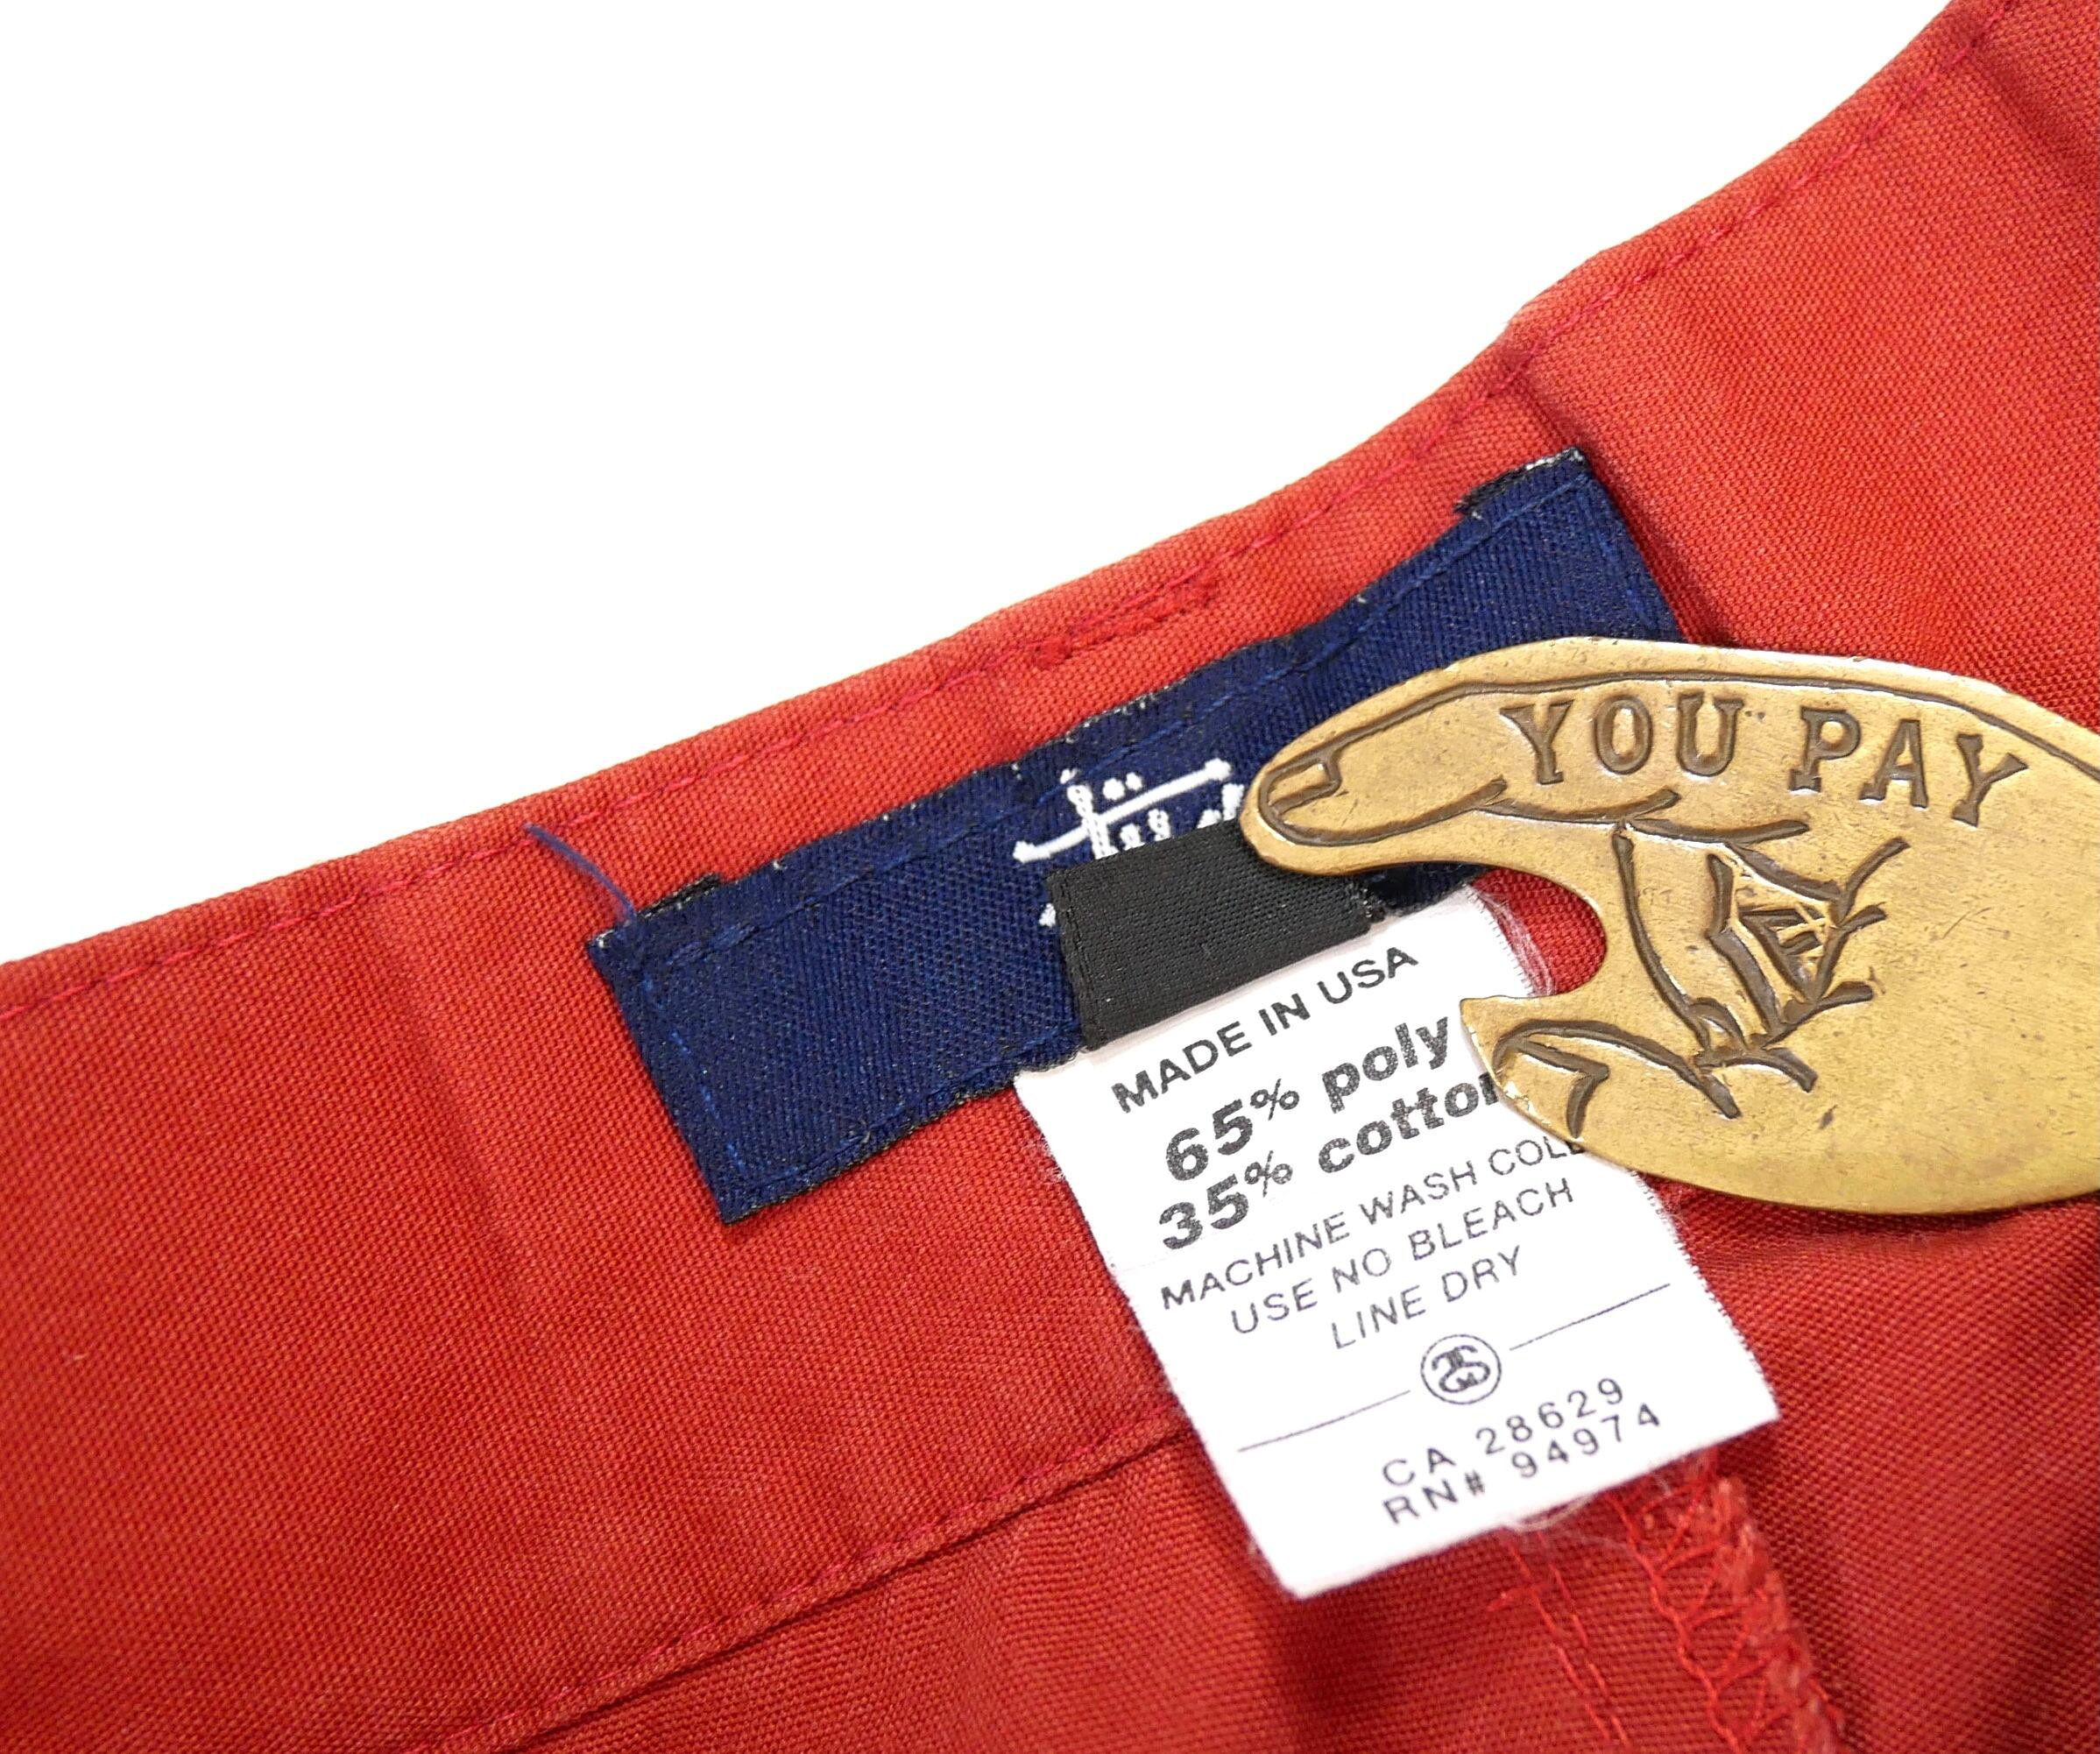 YOU PAY
MADE IN USA
65% poly
35% cotton
MACHINE WASH COLD
USE NO BLEACH
LINE DRY
CA 28629
RN# 94974